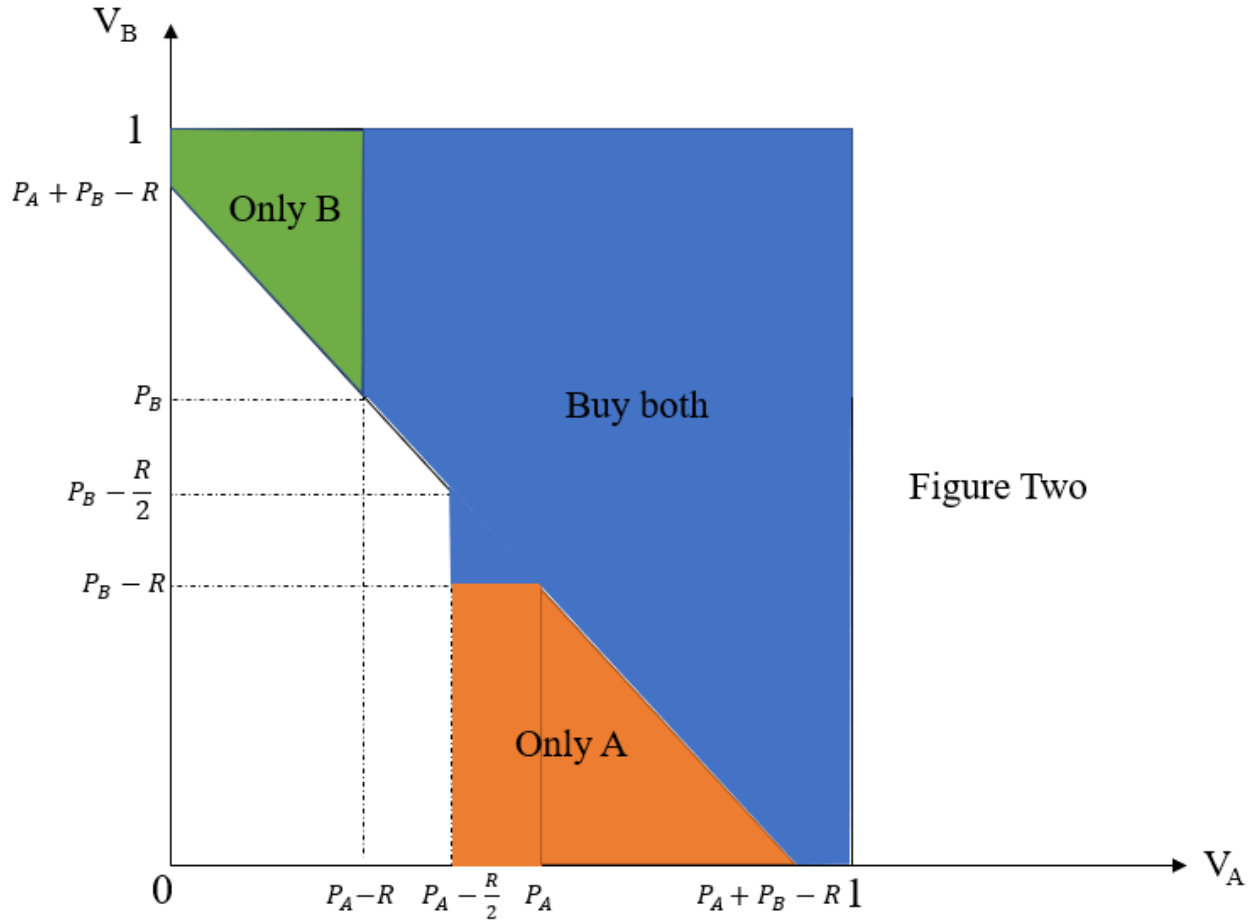 V_B
1
P_A + P_B − R
Only B
P_B
Buy both
P_B − R/2
Figure Two
P_B − R
Only A
0
P_A−R
P_A − R/2
P_A
P_A + P_B − R
1
V_A